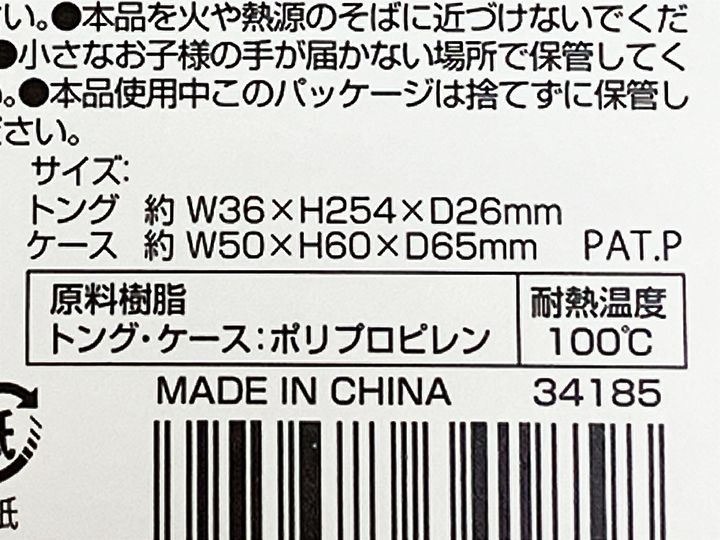 い。●本品を火や熱源のそばに近づけないでくだ
●小さなお子様の手が届かない場所で保管してく
い。●本品使用中このパッケージは捨てずに保管し
ださい。
サイズ:
トング 約 W36×H254×D26mm
ケース 約 W50×H60×D65mm PAT.P
原料樹脂 耐熱温度
トング・ケース:ポリプロピレン 100℃
MADE IN CHINA 34185
紙
紙